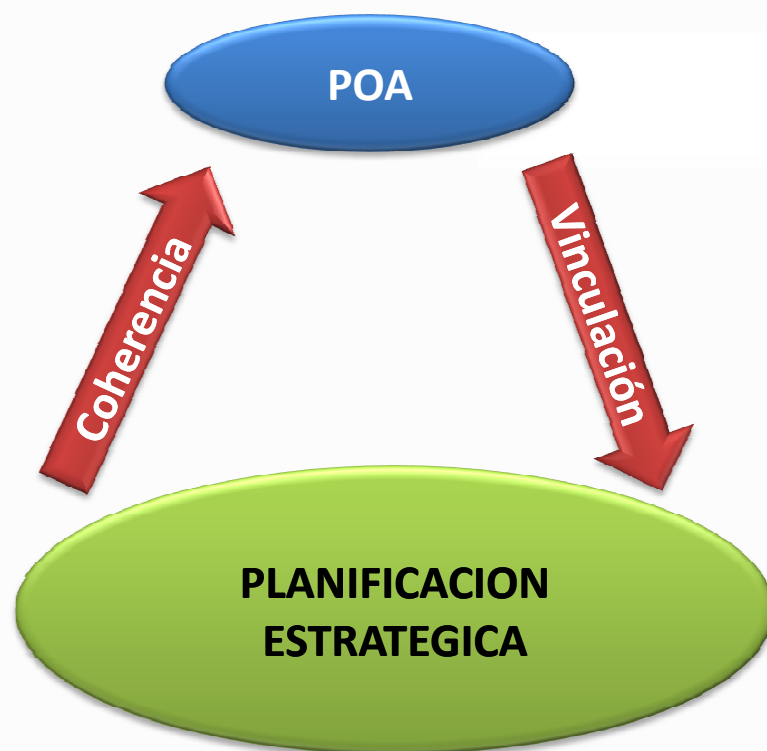 POA
Coherencia
Vinculación
PLANIFICACION
ESTRATEGICA